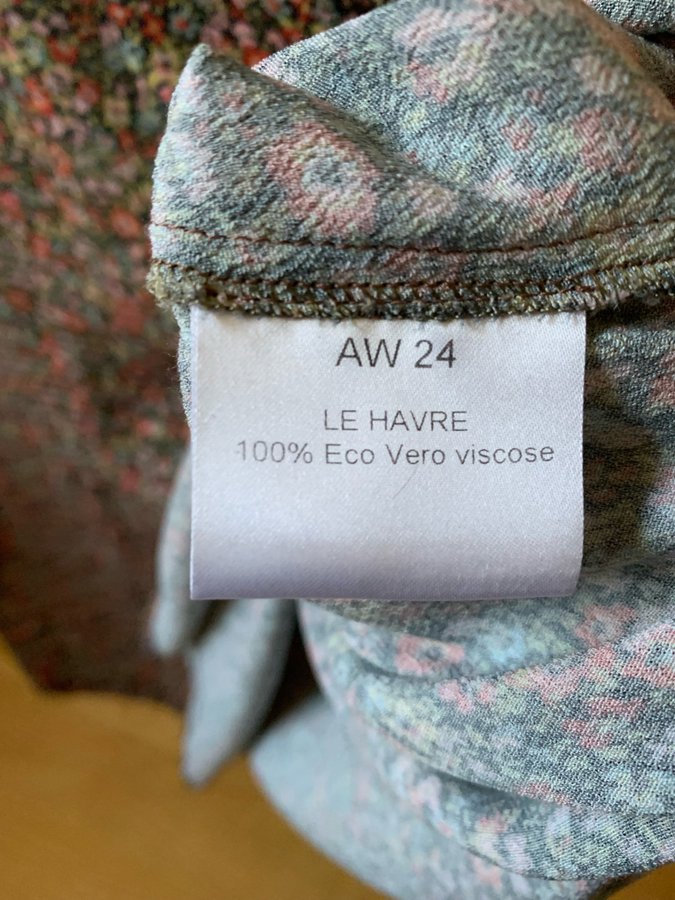 AW 24
LE HAVRE
100% Eco Vero viscose